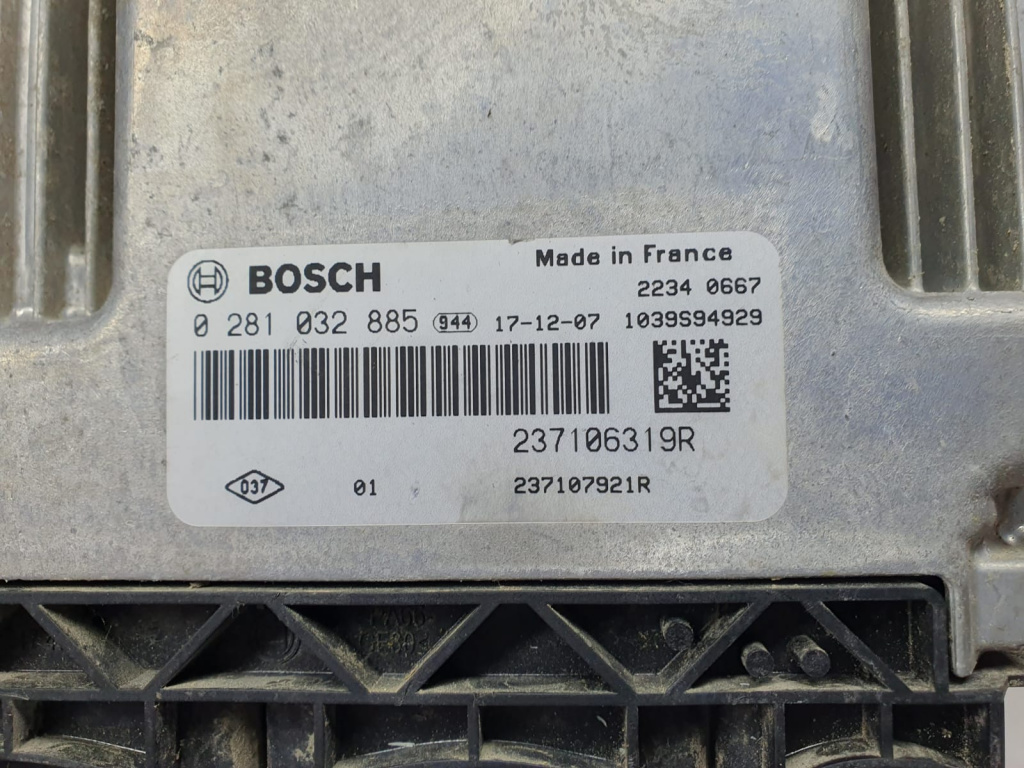 BOSCH
Made in France
2234 0667
0 281 032 885 944 17-12-07 1039S94929
237106319R
037 01 237107921R